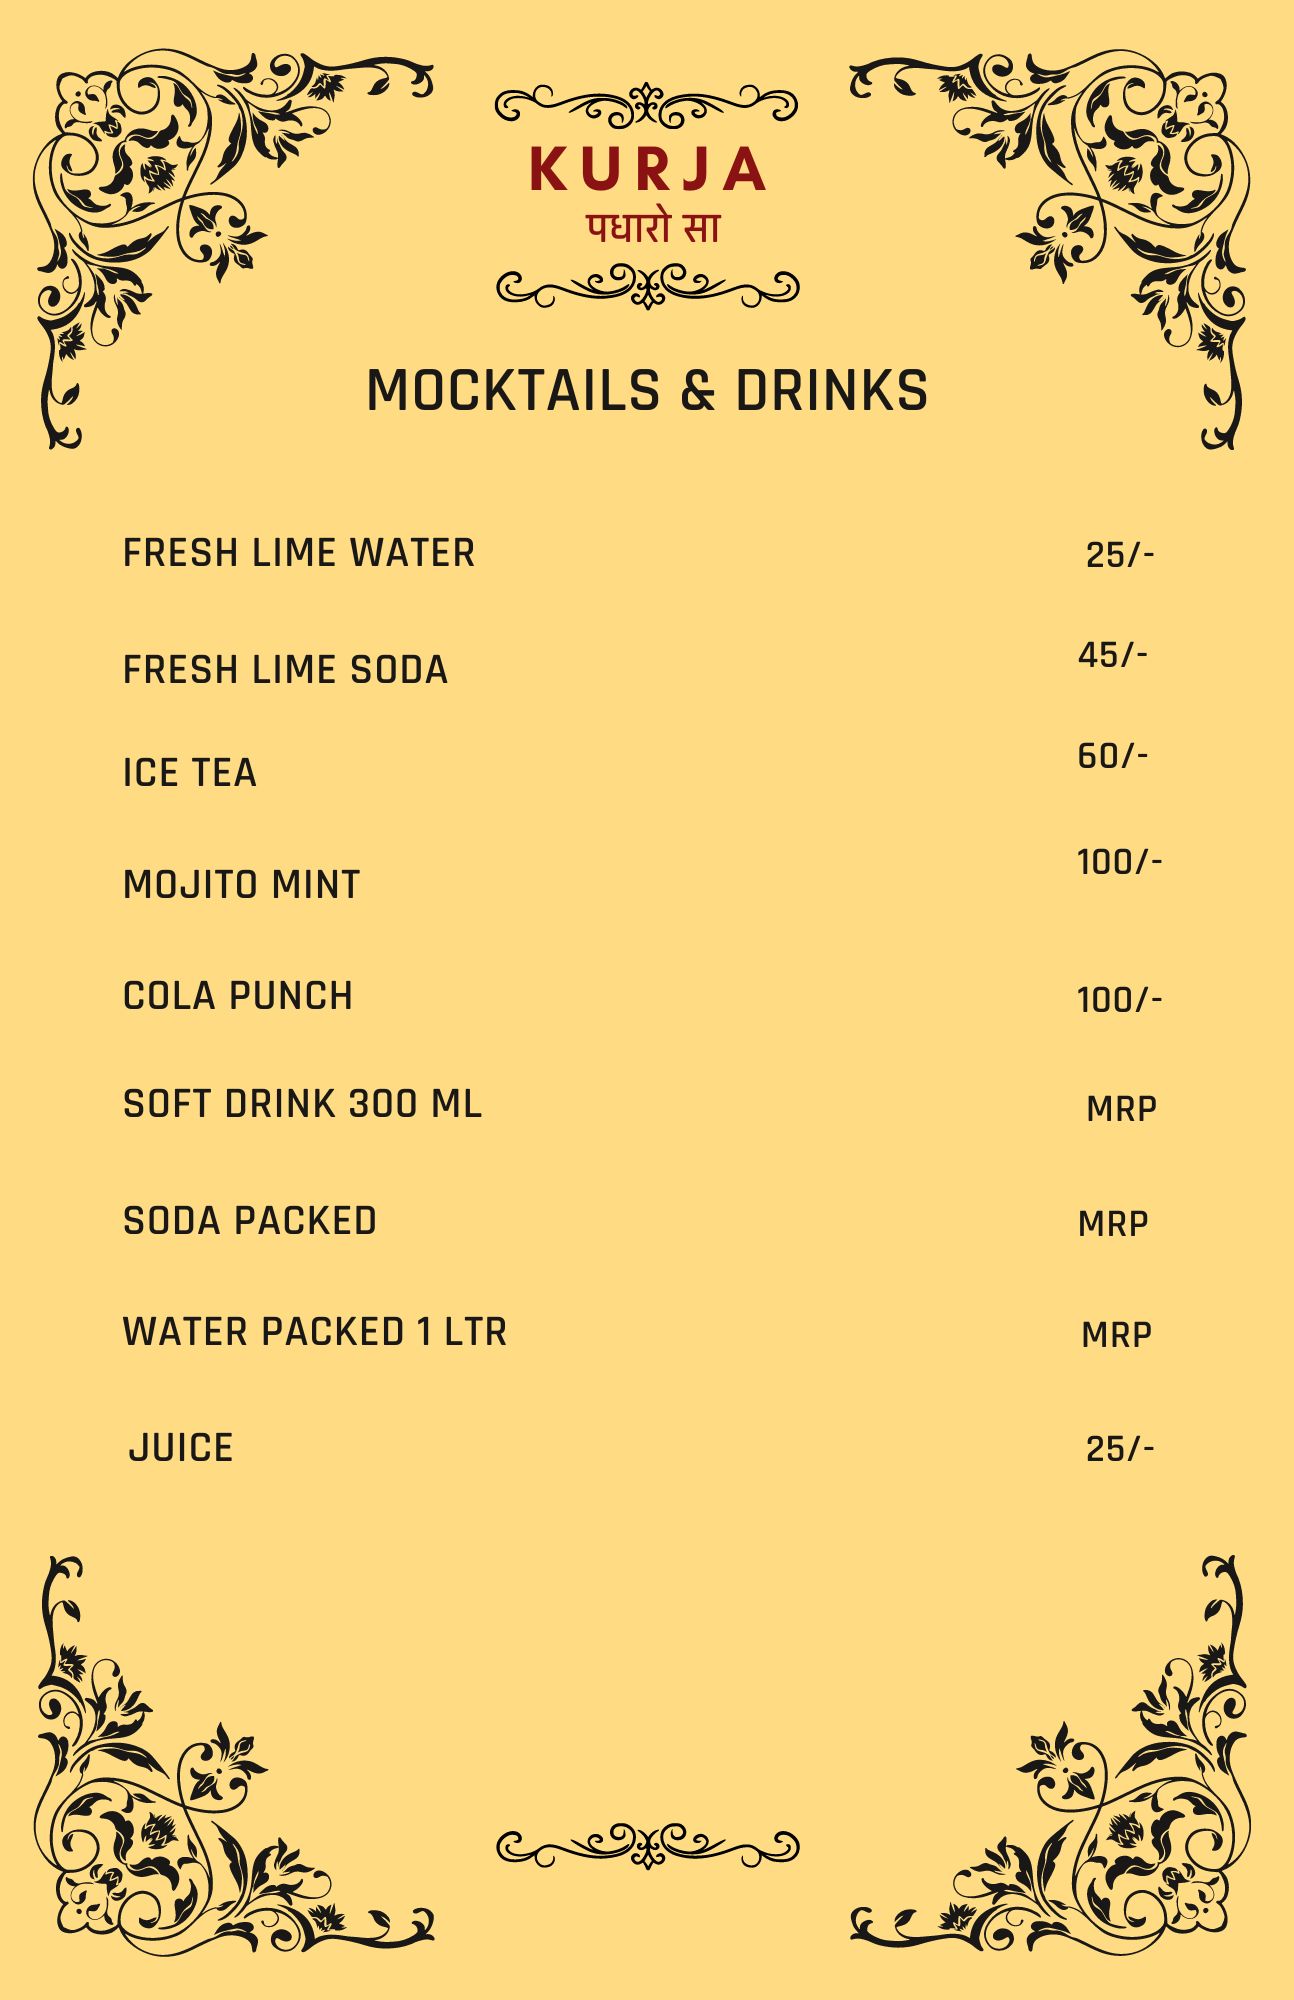 KURJA
पधारो सा
MOCKTAILS & DRINKS
FRESH LIME WATER 25/-
FRESH LIME SODA 45/-
ICE TEA 60/-
MOJITO MINT 100/-
COLA PUNCH 100/-
SOFT DRINK 300 ML MRP
SODA PACKED MRP
WATER PACKED 1 LTR MRP
JUICE 25/-